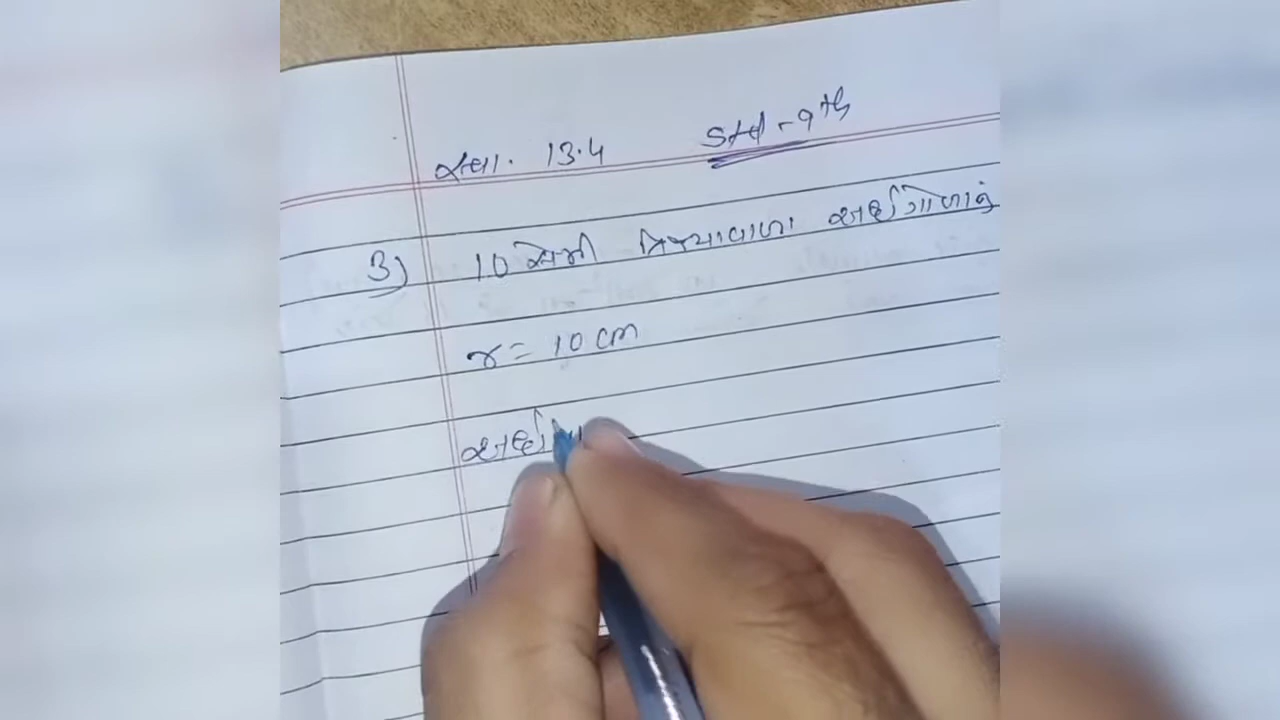 સ્વા. 13.4 Std - 9th
3) 10 સેમી ત્રિજ્યાવાળા અર્ધગોળાનું
r = 10 cm
અર્ધ